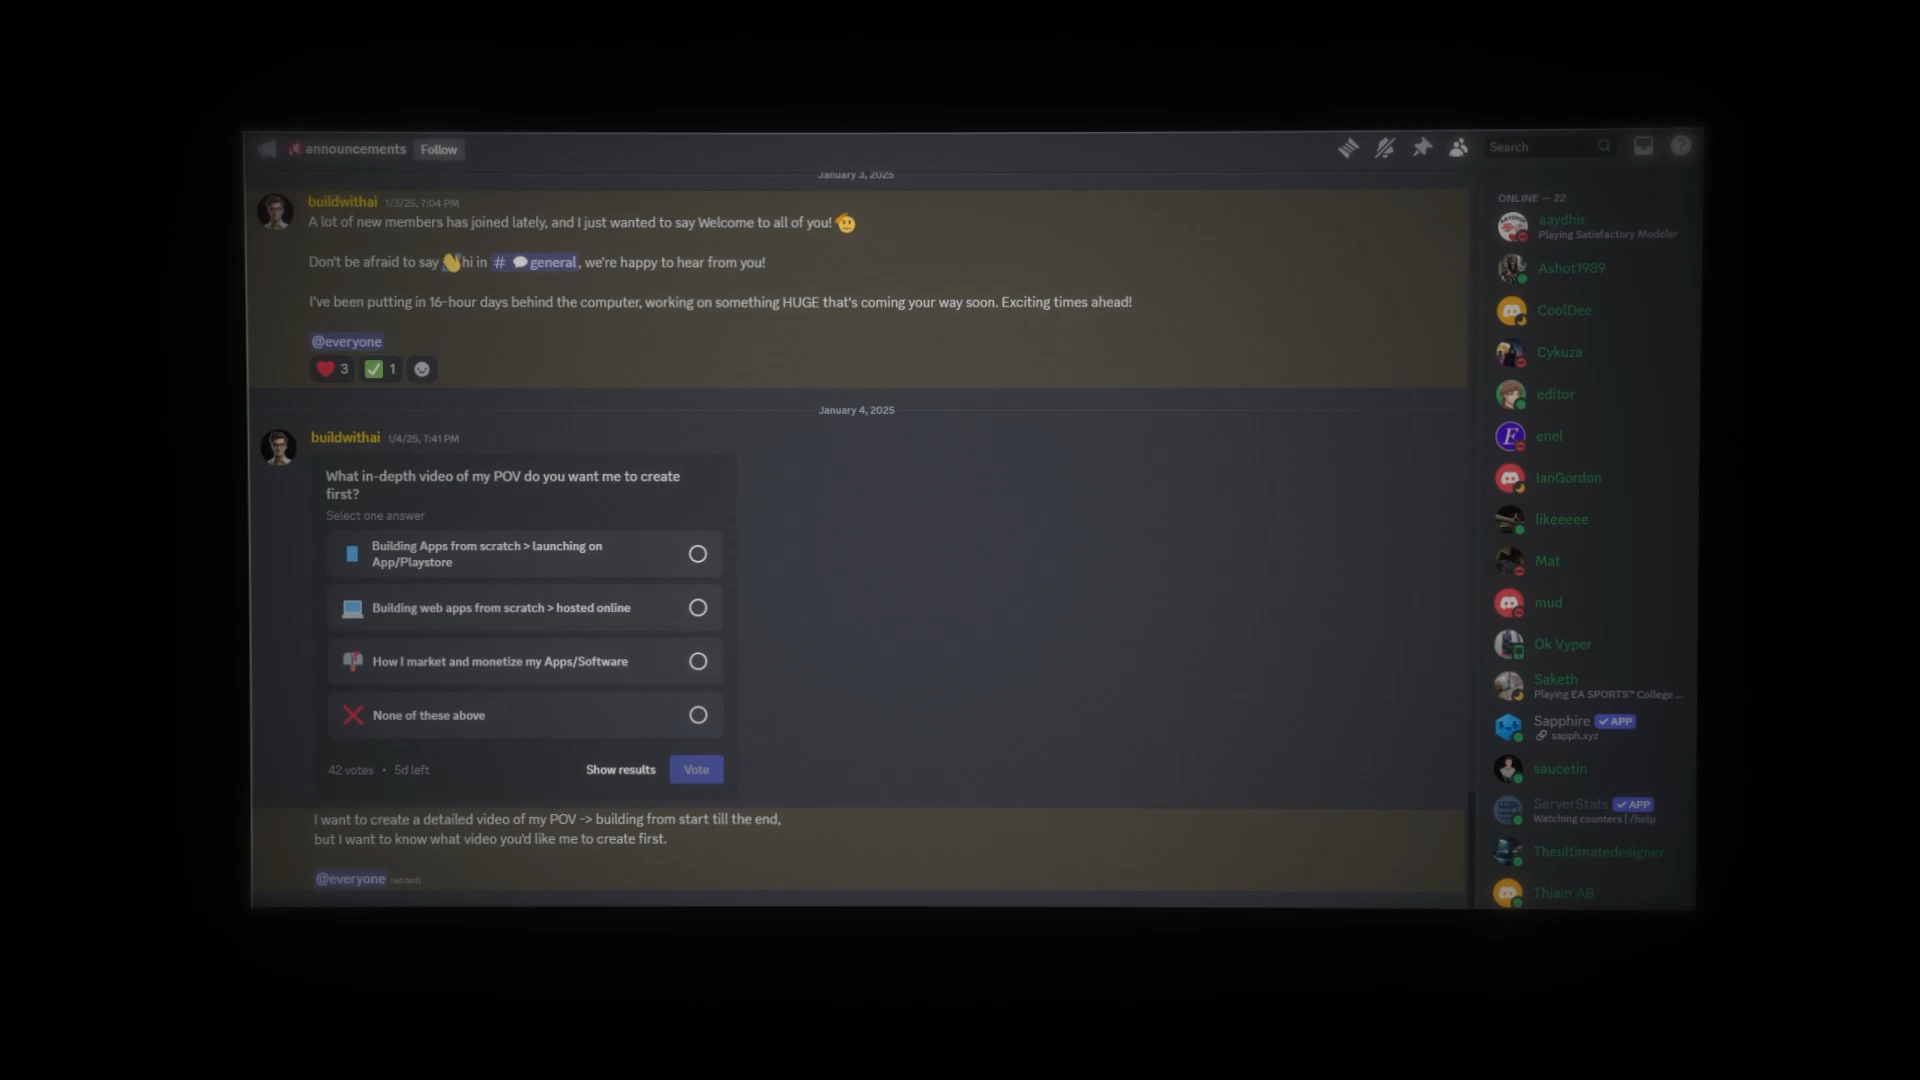 announcements Follow
Search
January 3, 2025
buildwithai 1/3/25, 7:04 PM
A lot of new members has joined lately, and I just wanted to say Welcome to all of you!
Don't be afraid to say hi in # general, we're happy to hear from you!
I've been putting in 16-hour days behind the computer, working on something HUGE that's coming your way soon. Exciting times ahead!
@everyone
3 1
January 4, 2025
buildwithai 1/4/25, 7:41 PM
What in-depth video of my POV do you want me to create
first?
Select one answer
Building Apps from scratch > launching on
App/Playstore
Building web apps from scratch > hosted online
How I market and monetize my Apps/Software
None of these above
42 votes • 5d left
Show results
Vote
I want to create a detailed video of my POV -> building from start till the end,
but I want to know what video you'd like me to create first.
@everyone (edited)
ONLINE — 22
aaydhir
Playing Satisfactory Modeler
Ashot1989
CoolDee
Cykuza
editor
enel
IanGordon
likeeeee
Mat
mud
Ok Vyper
Saketh
Playing EA SPORTS™ College ...
Sapphire APP
sapph.xyz
saucetin
ServerStats APP
Watching counters | /help
Theultimatedesigner
Thiam AB